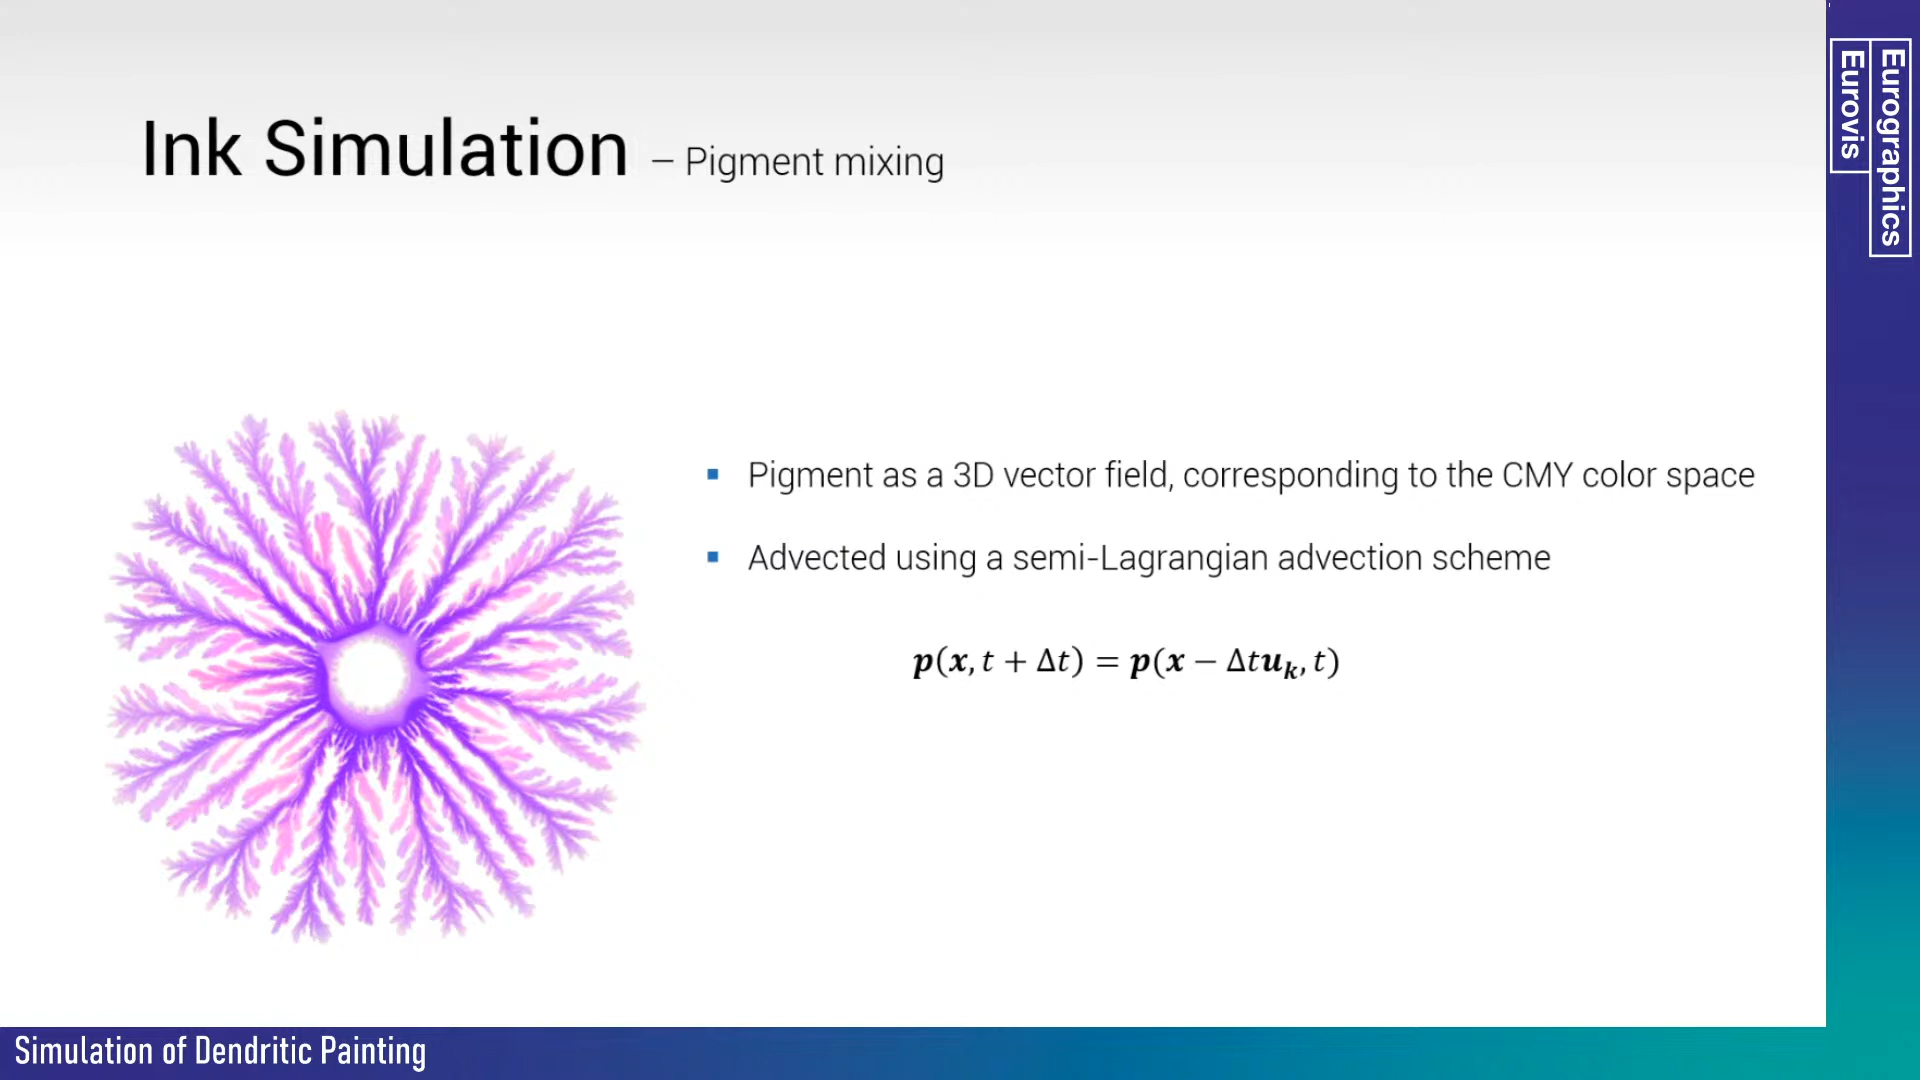 Ink Simulation – Pigment mixing
▪ Pigment as a 3D vector field, corresponding to the CMY color space
▪ Advected using a semi-Lagrangian advection scheme
p(x, t + Δt) = p(x − Δtuₖ, t)
Eurographics
Eurovis
Simulation of Dendritic Painting